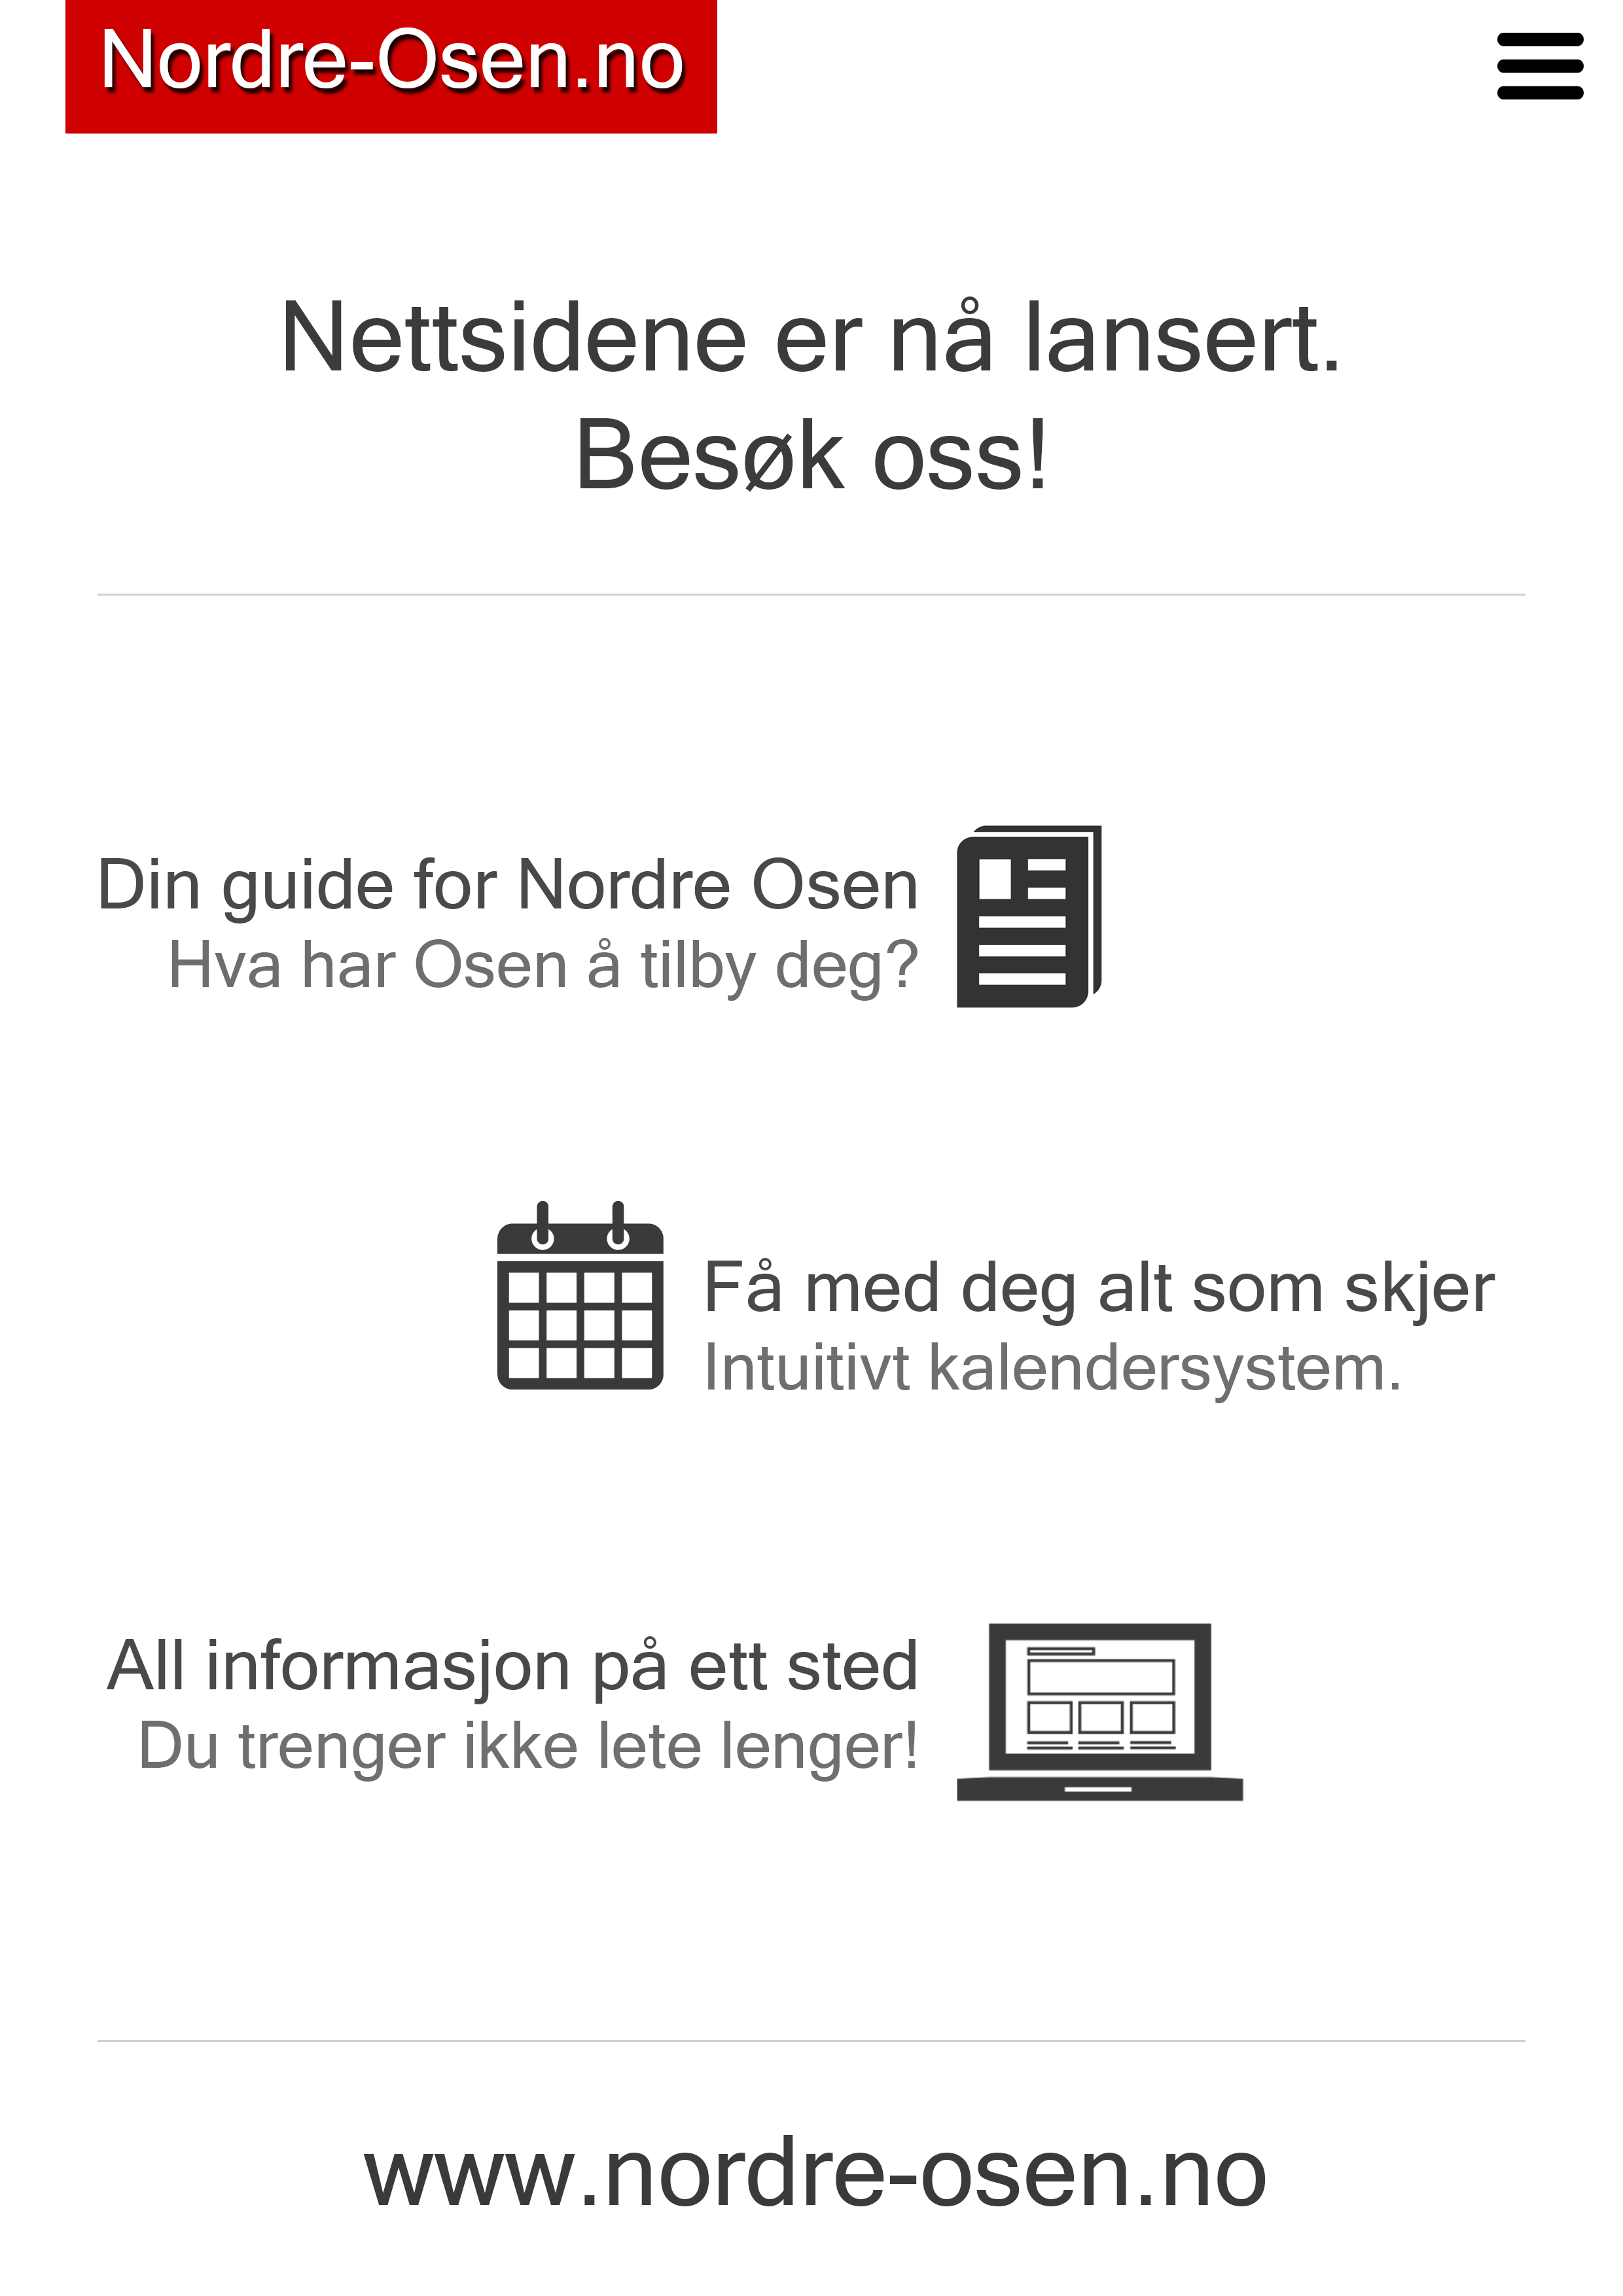 Nordre-Osen.no
Nettsidene er nå lansert.
Besøk oss!
Din guide for Nordre Osen
Hva har Osen å tilby deg?
Få med deg alt som skjer
Intuitivt kalendersystem.
All informasjon på ett sted
Du trenger ikke lete lenger!
www.nordre-osen.no